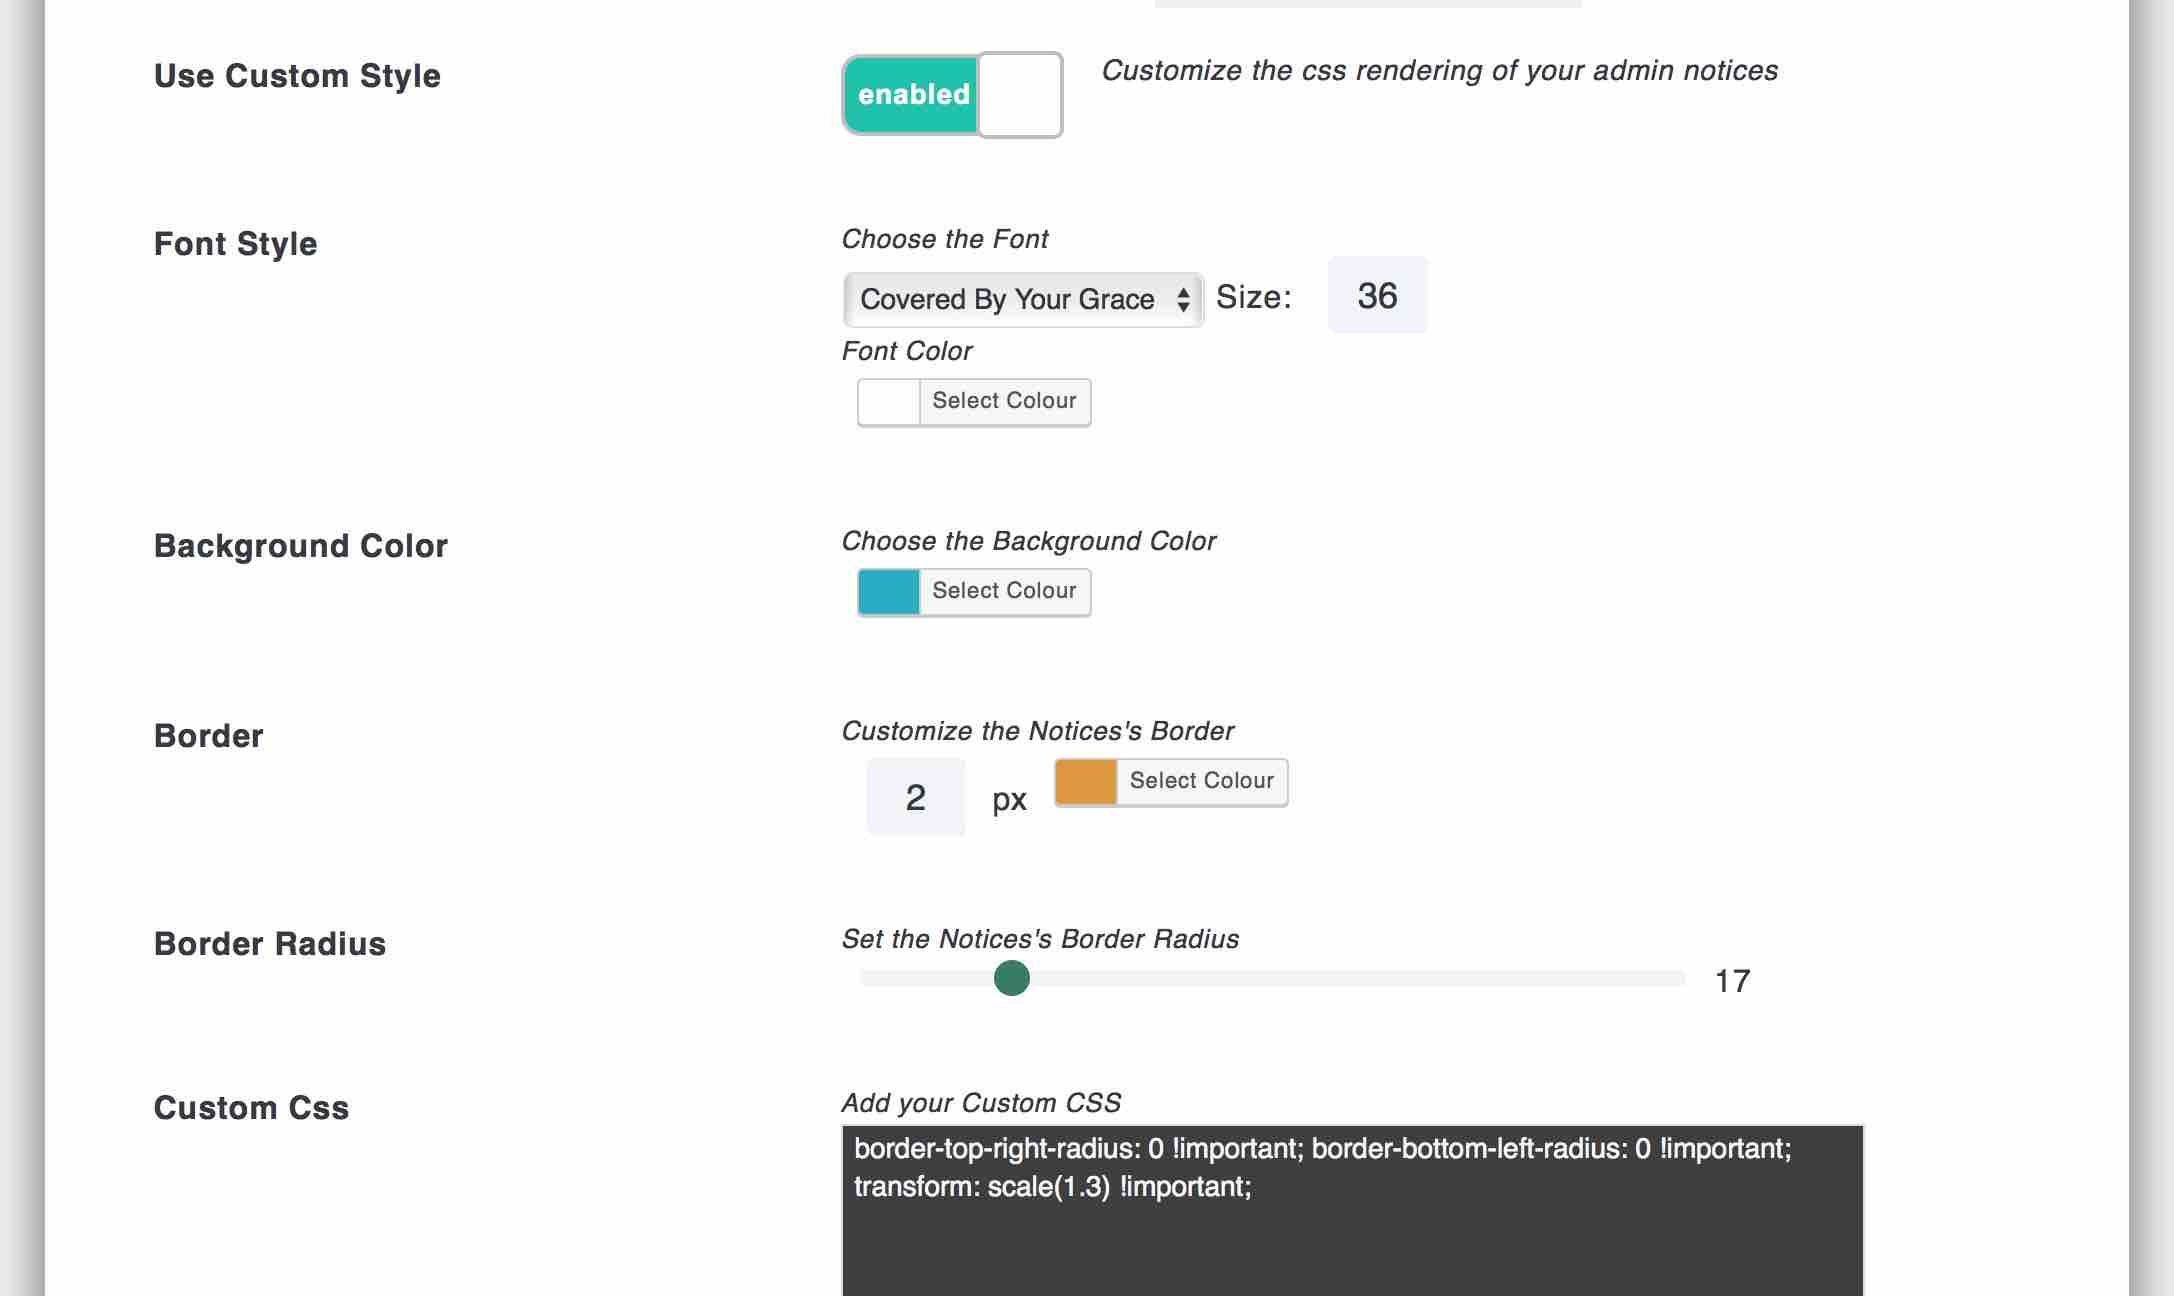 Use Custom Style
enabled
Customize the css rendering of your admin notices
Font Style
Choose the Font
Covered By Your Grace Size: 36
Font Color
Select Colour
Background Color
Choose the Background Color
Select Colour
Border
Customize the Notices's Border
2 px Select Colour
Border Radius
Set the Notices's Border Radius
17
Custom Css
Add your Custom CSS
border-top-right-radius: 0 !important; border-bottom-left-radius: 0 !important;
transform: scale(1.3) !important;